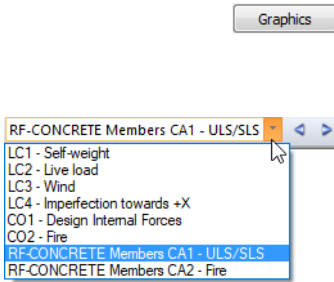 Graphics
RF-CONCRETE Members CA1 - ULS/SLS
LC1 - Self-weight
LC2 - Live load
LC3 - Wind
LC4 - Imperfection towards +X
CO1 - Design Internal Forces
CO2 - Fire
RF-CONCRETE Members CA1 - ULS/SLS
RF-CONCRETE Members CA2 - Fire